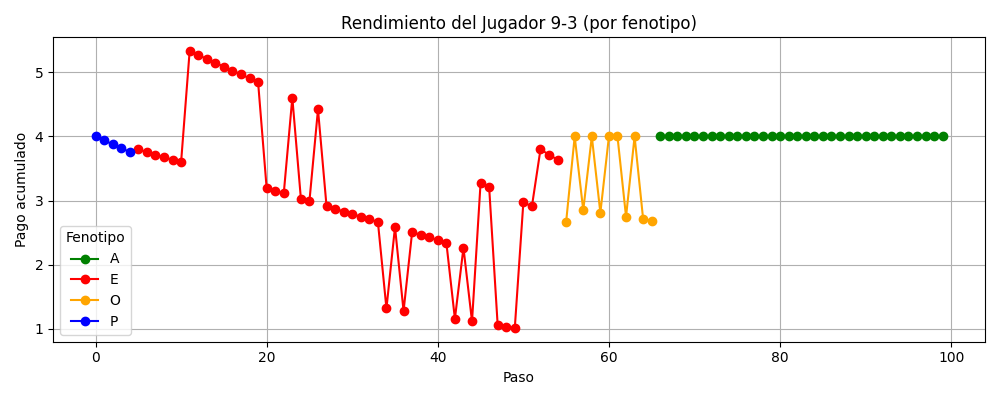 Rendimiento del Jugador 9-3 (por fenotipo)
Pago acumulado
5
4
3
2
1
Fenotipo
A
E
O
P
0 20 40 60 80 100
Paso